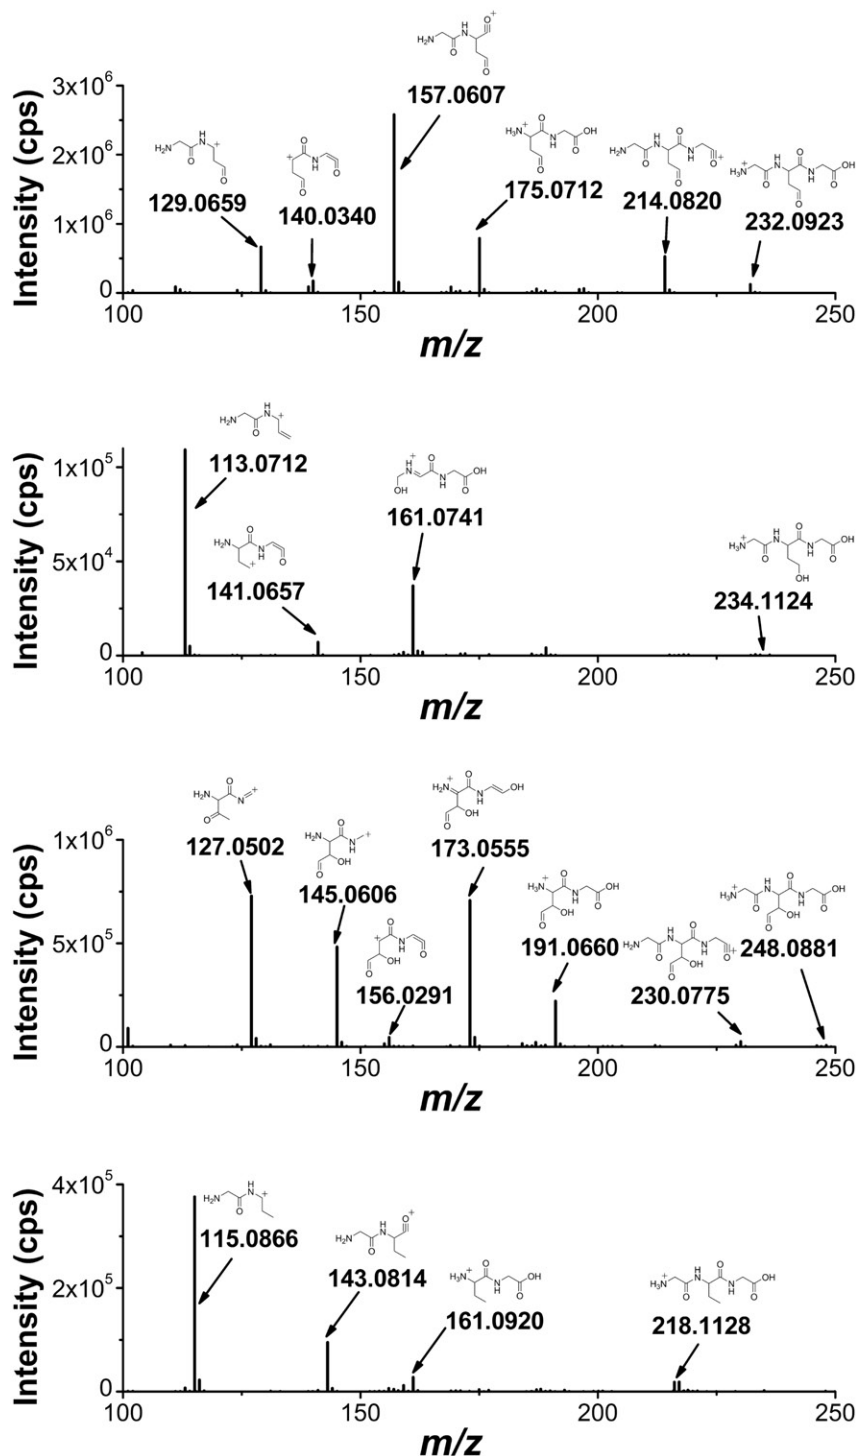 3x10⁶
2x10⁶
1x10⁶
0
Intensity (cps)
129.0659
140.0340
157.0607
175.0712
214.0820
232.0923
100 150 200 250
m/z
1x10⁵
5x10⁴
0
Intensity (cps)
113.0712
141.0657
161.0741
234.1124
100 150 200 250
m/z
1x10⁶
5x10⁵
0
Intensity (cps)
127.0502
145.0606
156.0291
173.0555
191.0660
230.0775
248.0881
100 150 200 250
m/z
4x10⁵
2x10⁵
0
Intensity (cps)
115.0866
143.0814
161.0920
218.1128
100 150 200 250
m/z